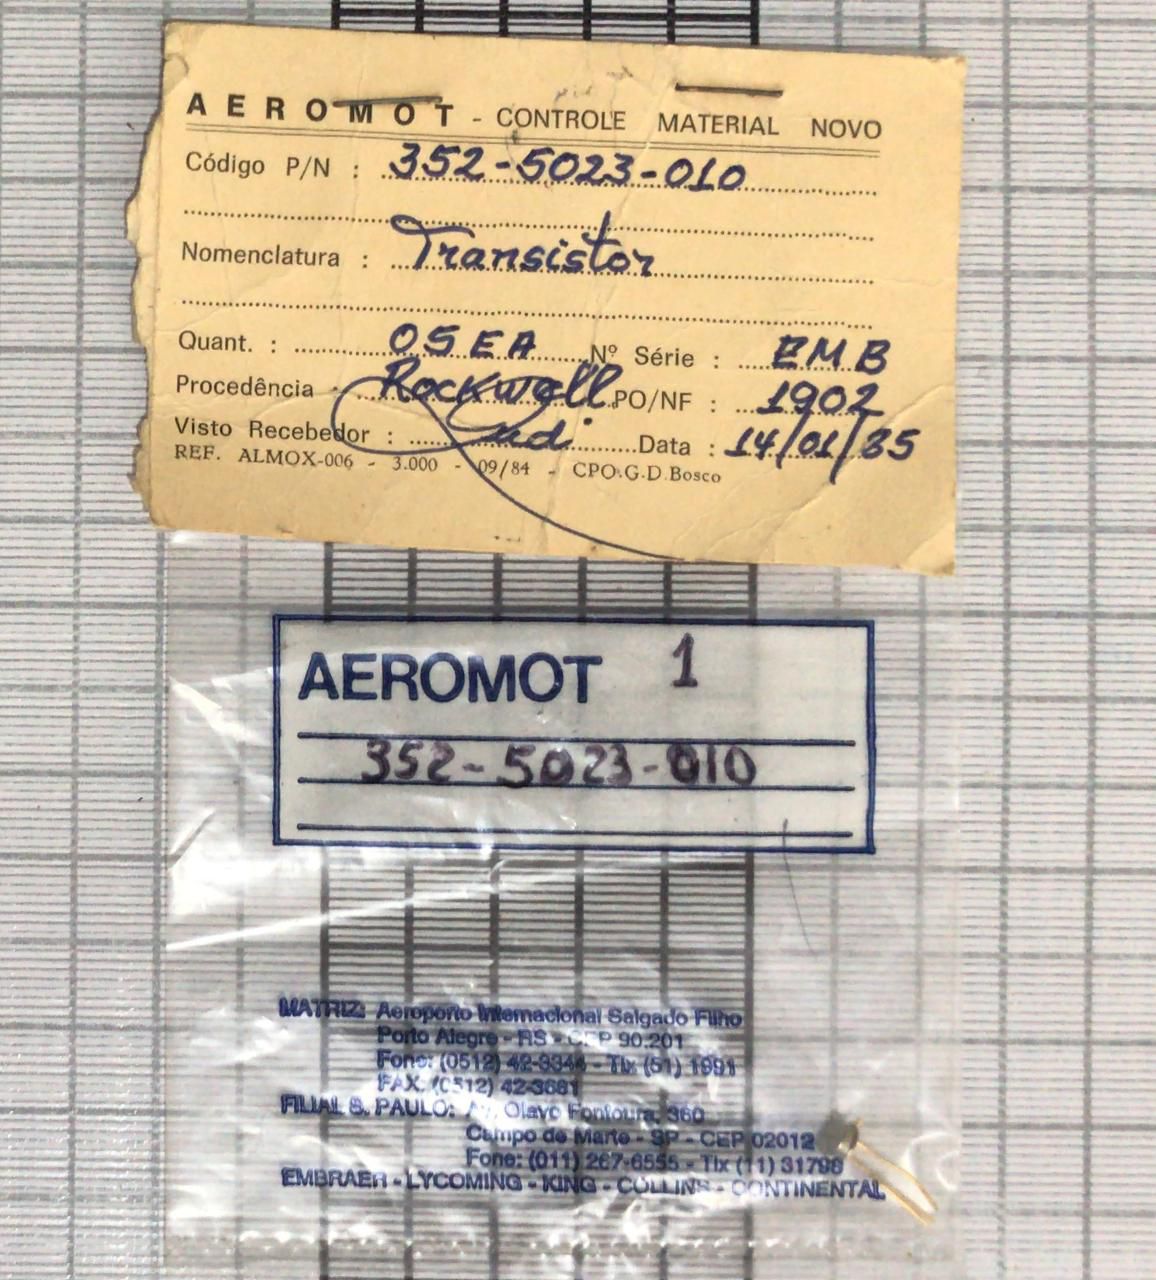 AEROMOT - CONTROLE MATERIAL NOVO
Código P/N : 352-5023-010
Nomenclatura : Transistor
Quant. : 05 EA Nº Série : EMB
Procedência : Rockwell PO/NF : 1902
Visto Recebedor : Data : 14/01/85
REF. ALMOX-006 - 3.000 - 09/84 - CPO.G.D.Bosco
AEROMOT 1
352-5023-010
MATRIZ: Aeroporto Internacional Salgado Filho
Porto Alegre - RS - CEP 90.201
Fone: (0512) 42-3344 - Tlx (51) 1991
FAX. (0512) 42-3681
FILIAL S. PAULO: Av. Olavo Fontoura, 360
Campo de Marte - SP - CEP 02012
Fone: (011) 267-6555 - Tlx (11) 31798
EMBRAER - LYCOMING - KING - COLLINS - CONTINENTAL